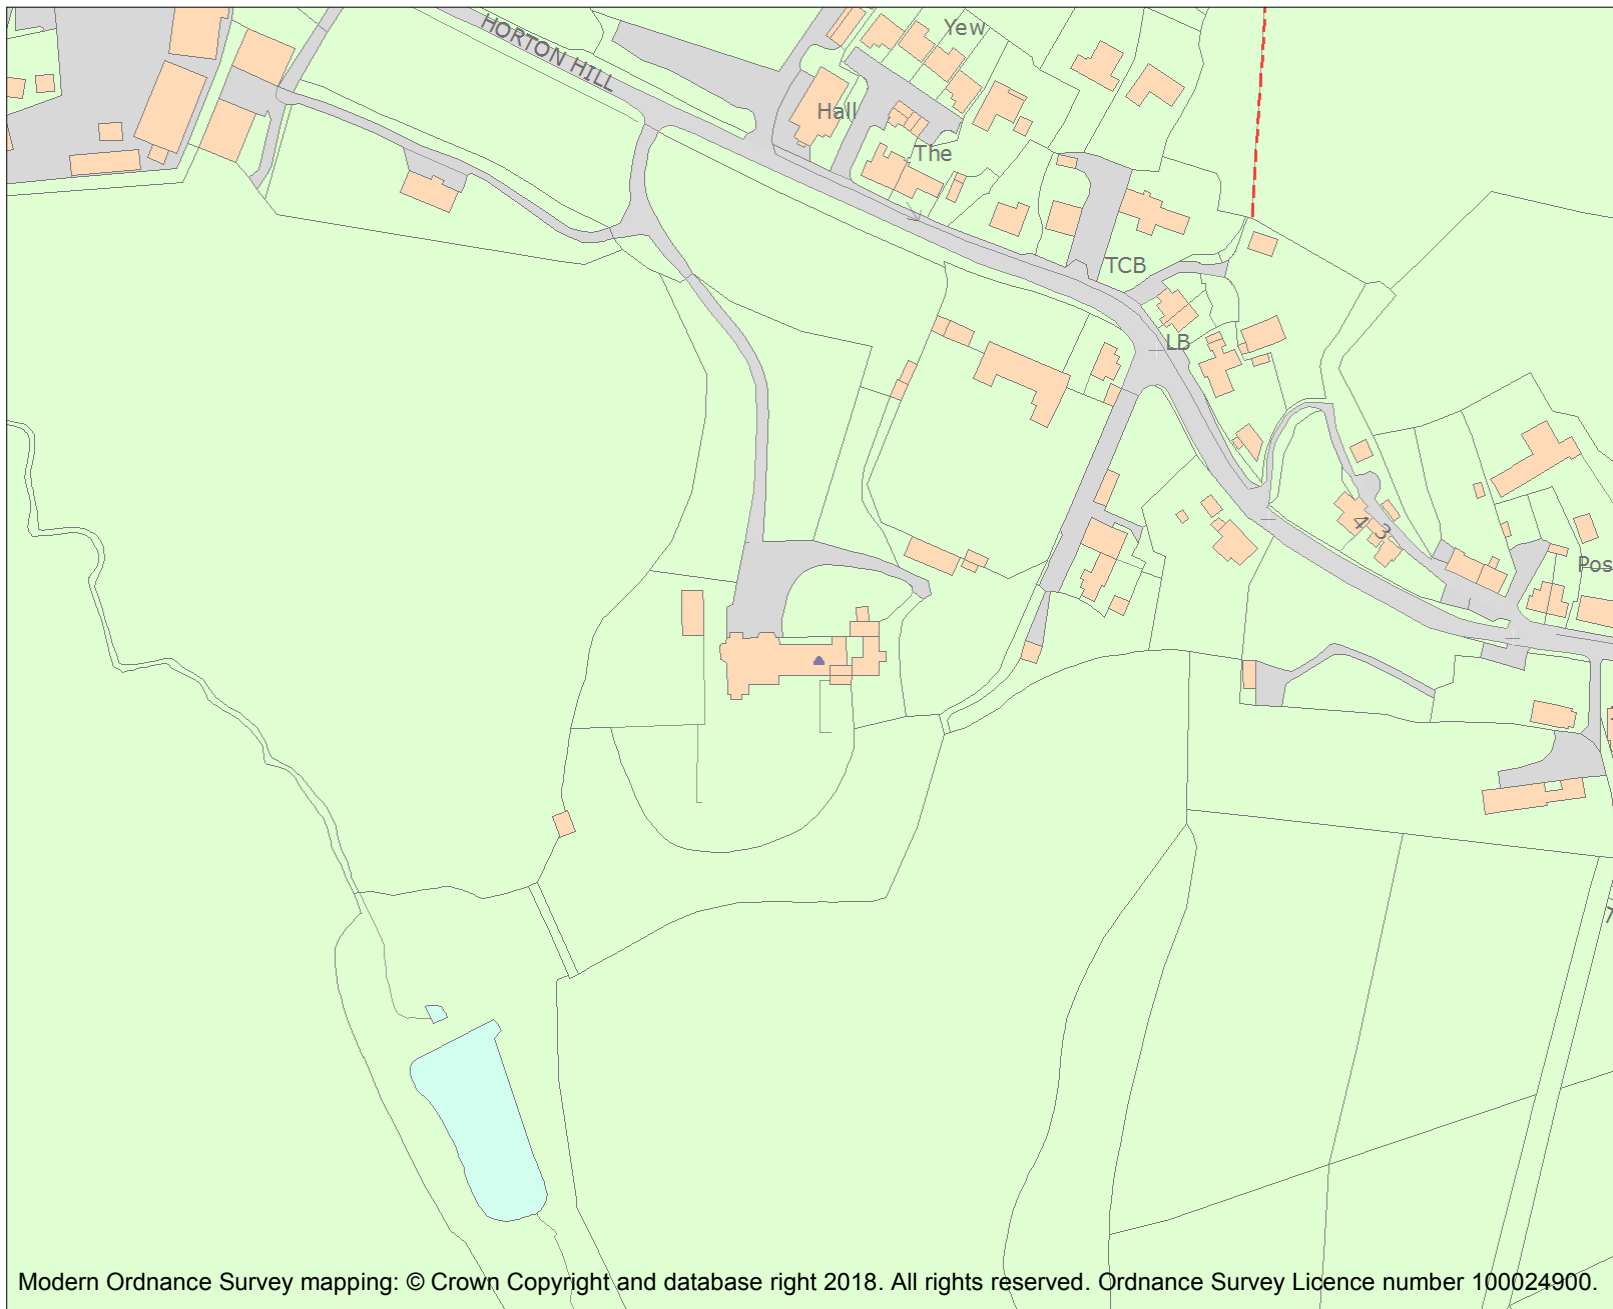 HORTON HILL
Yew
Hall
The
TCB
LB
4
3
Pos
7
Modern Ordnance Survey mapping: © Crown Copyright and database right 2018. All rights reserved. Ordnance Survey Licence number 100024900.